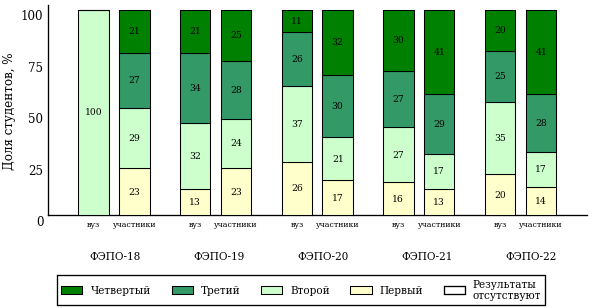 Доля студентов, %
100
75
50
25
0
100
21 27 29 23
21 34 32 13
25 28 24 23
11 26 37 26
32 30 21 17
30 27 27 16
41 29 17 13
20 25 35 20
41 28 17 14
вуз участники вуз участники вуз участники вуз участники вуз участники
ФЭПО-18 ФЭПО-19 ФЭПО-20 ФЭПО-21 ФЭПО-22
Четвертый Третий Второй Первый Результаты
отсутствуют